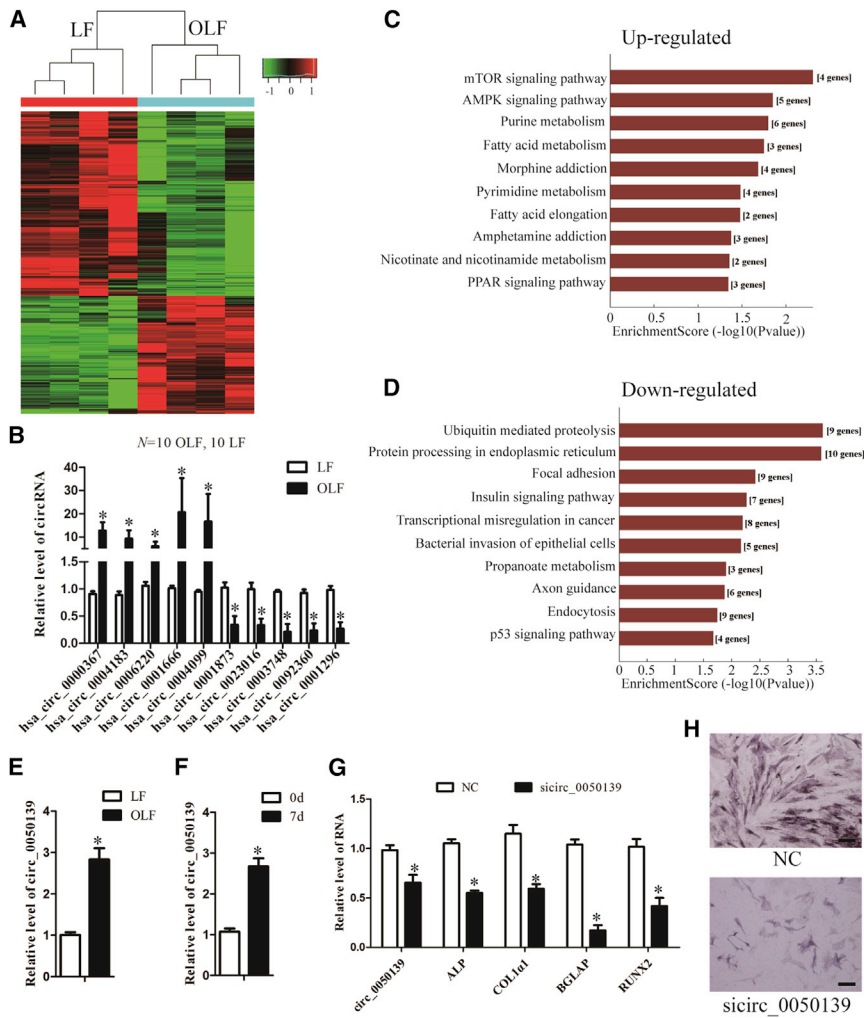 A
LF
OLF
-1 0 1
B
N=10 OLF, 10 LF
LF
OLF
Relative level of circRNA
40
30
20
10
1.0
0.5
0.0
* * * * * * * * * *
hsa_circ_0000367
hsa_circ_0004183
hsa_circ_0006220
hsa_circ_0001666
hsa_circ_0004099
hsa_circ_0001873
hsa_circ_0023016
hsa_circ_0003748
hsa_circ_0092360
hsa_circ_0001296
C
Up-regulated
mTOR signaling pathway [4 genes]
AMPK signaling pathway [5 genes]
Purine metabolism [6 genes]
Fatty acid metabolism [3 genes]
Morphine addiction [4 genes]
Pyrimidine metabolism [4 genes]
Fatty acid elongation [2 genes]
Amphetamine addiction [3 genes]
Nicotinate and nicotinamide metabolism [2 genes]
PPAR signaling pathway [3 genes]
0 0.5 1 1.5 2
EnrichmentScore (-log10(Pvalue))
D
Down-regulated
Ubiquitin mediated proteolysis [9 genes]
Protein processing in endoplasmic reticulum [10 genes]
Focal adhesion [9 genes]
Insulin signaling pathway [7 genes]
Transcriptional misregulation in cancer [8 genes]
Bacterial invasion of epithelial cells [5 genes]
Propanoate metabolism [3 genes]
Axon guidance [6 genes]
Endocytosis [9 genes]
p53 signaling pathway [4 genes]
0 0.5 1 1.5 2 2.5 3 3.5
EnrichmentScore (-log10(Pvalue))
E
LF
OLF
Relative level of circ_0050139
4
3
2
1
0
*
F
0d
7d
Relative level of circ_0050139
4
3
2
1
0
*
G
NC
sicirc_0050139
Relative level of RNA
1.5
1.0
0.5
0.0
* * * * *
circ_0050139
ALP
COL1α1
BGLAP
RUNX2
H
NC
sicirc_0050139